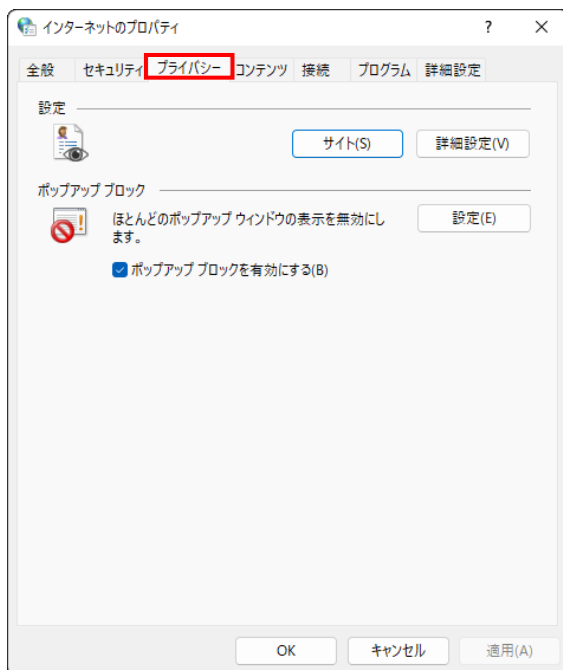 インターネットのプロパティ
全般 セキュリティ プライバシー コンテンツ 接続 プログラム 詳細設定
設定
サイト(S) 詳細設定(V)
ポップアップ ブロック
ほとんどのポップアップ ウィンドウの表示を無効にし 設定(E)
ます。
ポップアップ ブロックを有効にする(B)
OK キャンセル 適用(A)